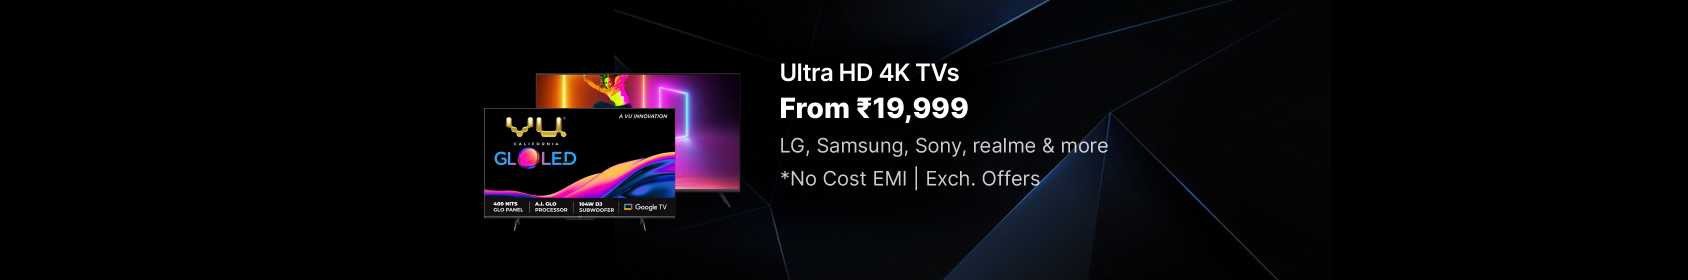 Ultra HD 4K TVs
From ₹19,999
LG, Samsung, Sony, realme & more
*No Cost EMI | Exch. Offers
A VU INNOVATION
VU
CALIFORNIA
GLOLED
400 NITS
GLO PANEL
A.I. GLO
PROCESSOR
104W DJ
SUBWOOFER
Google TV